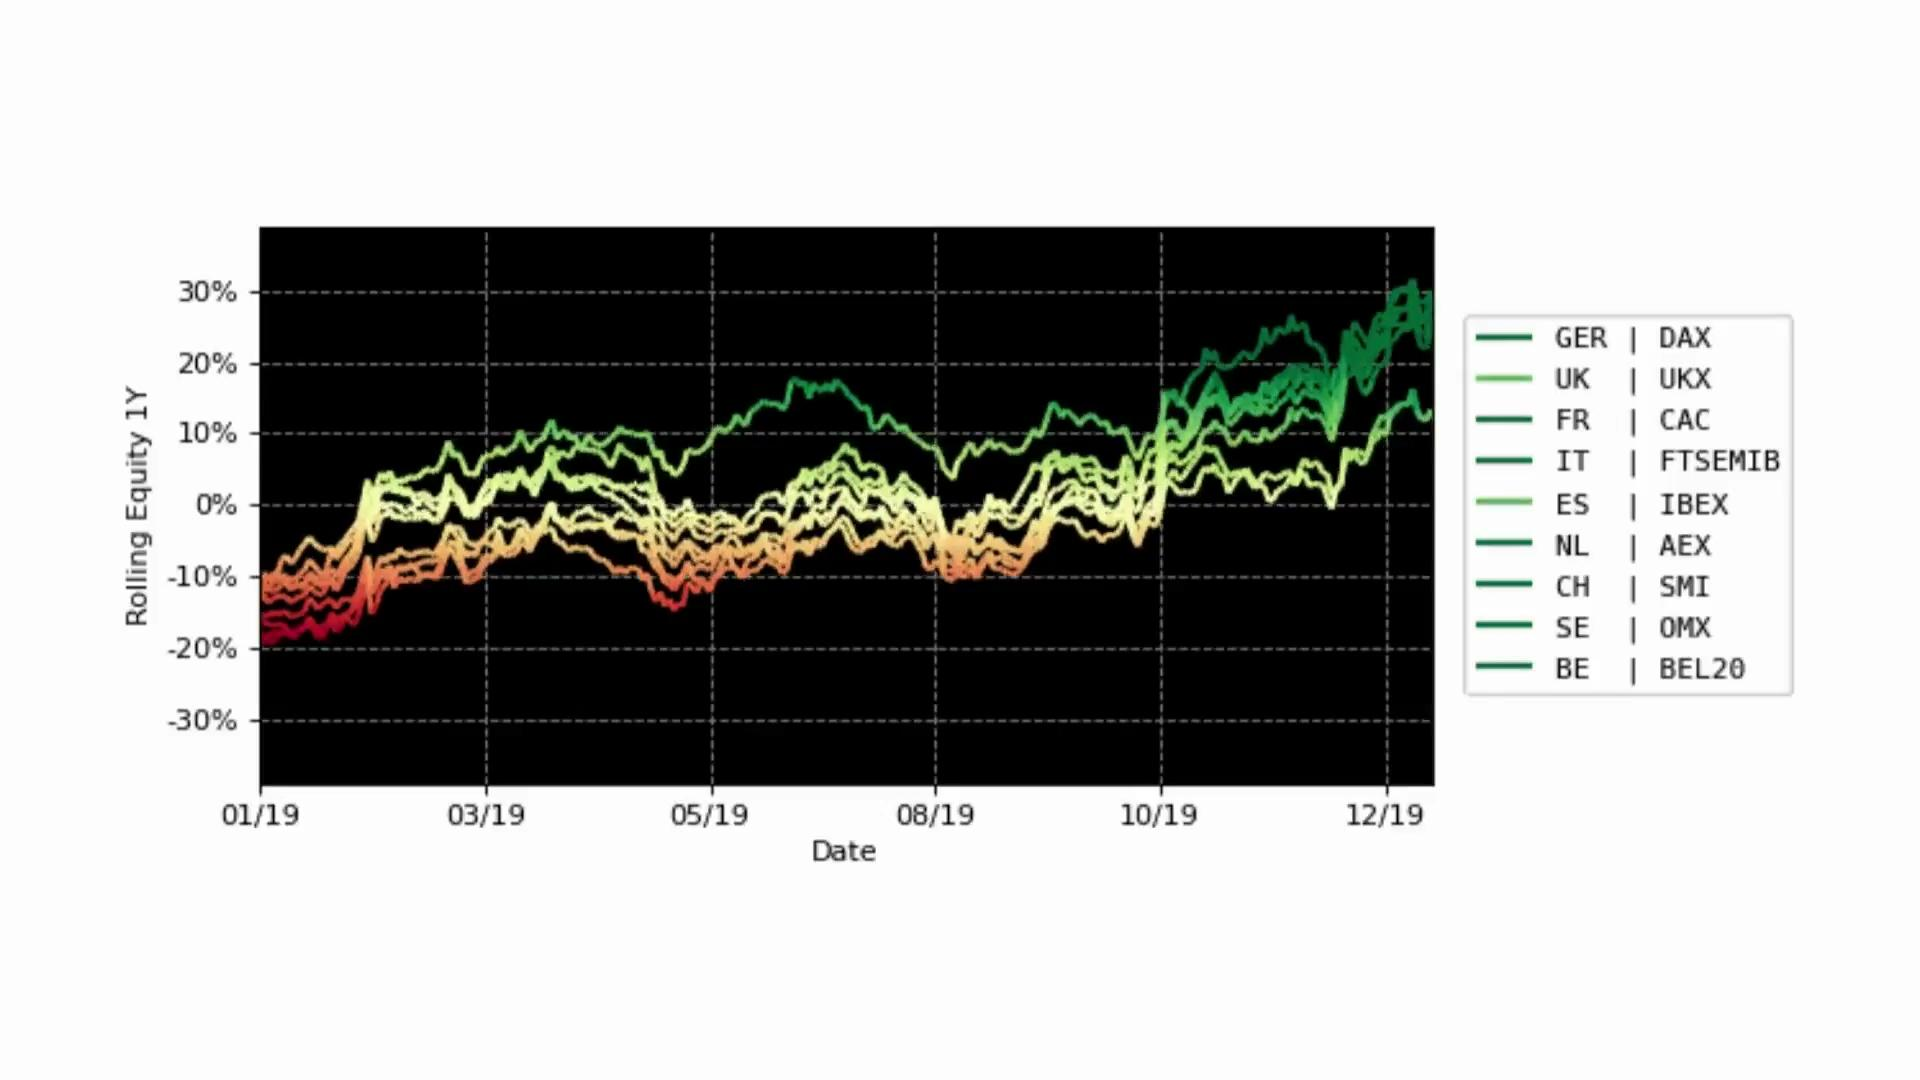 30%
20%
10%
0%
-10%
-20%
-30%
Rolling Equity 1Y
01/19 03/19 05/19 08/19 10/19 12/19
Date
GER | DAX
UK | UKX
FR | CAC
IT | FTSEMIB
ES | IBEX
NL | AEX
CH | SMI
SE | OMX
BE | BEL20